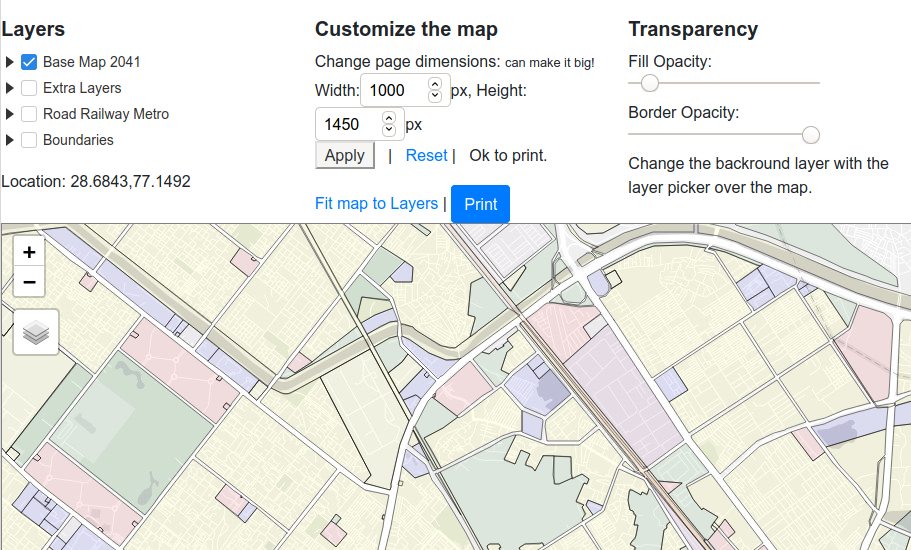 Layers
Base Map 2041
Extra Layers
Road Railway Metro
Boundaries
Location: 28.6843,77.1492
Customize the map
Change page dimensions: can make it big!
Width: 1000 px, Height:
1450 px
Apply | Reset | Ok to print.
Fit map to Layers | Print
Transparency
Fill Opacity:
Border Opacity:
Change the backround layer with the
layer picker over the map.
+
−